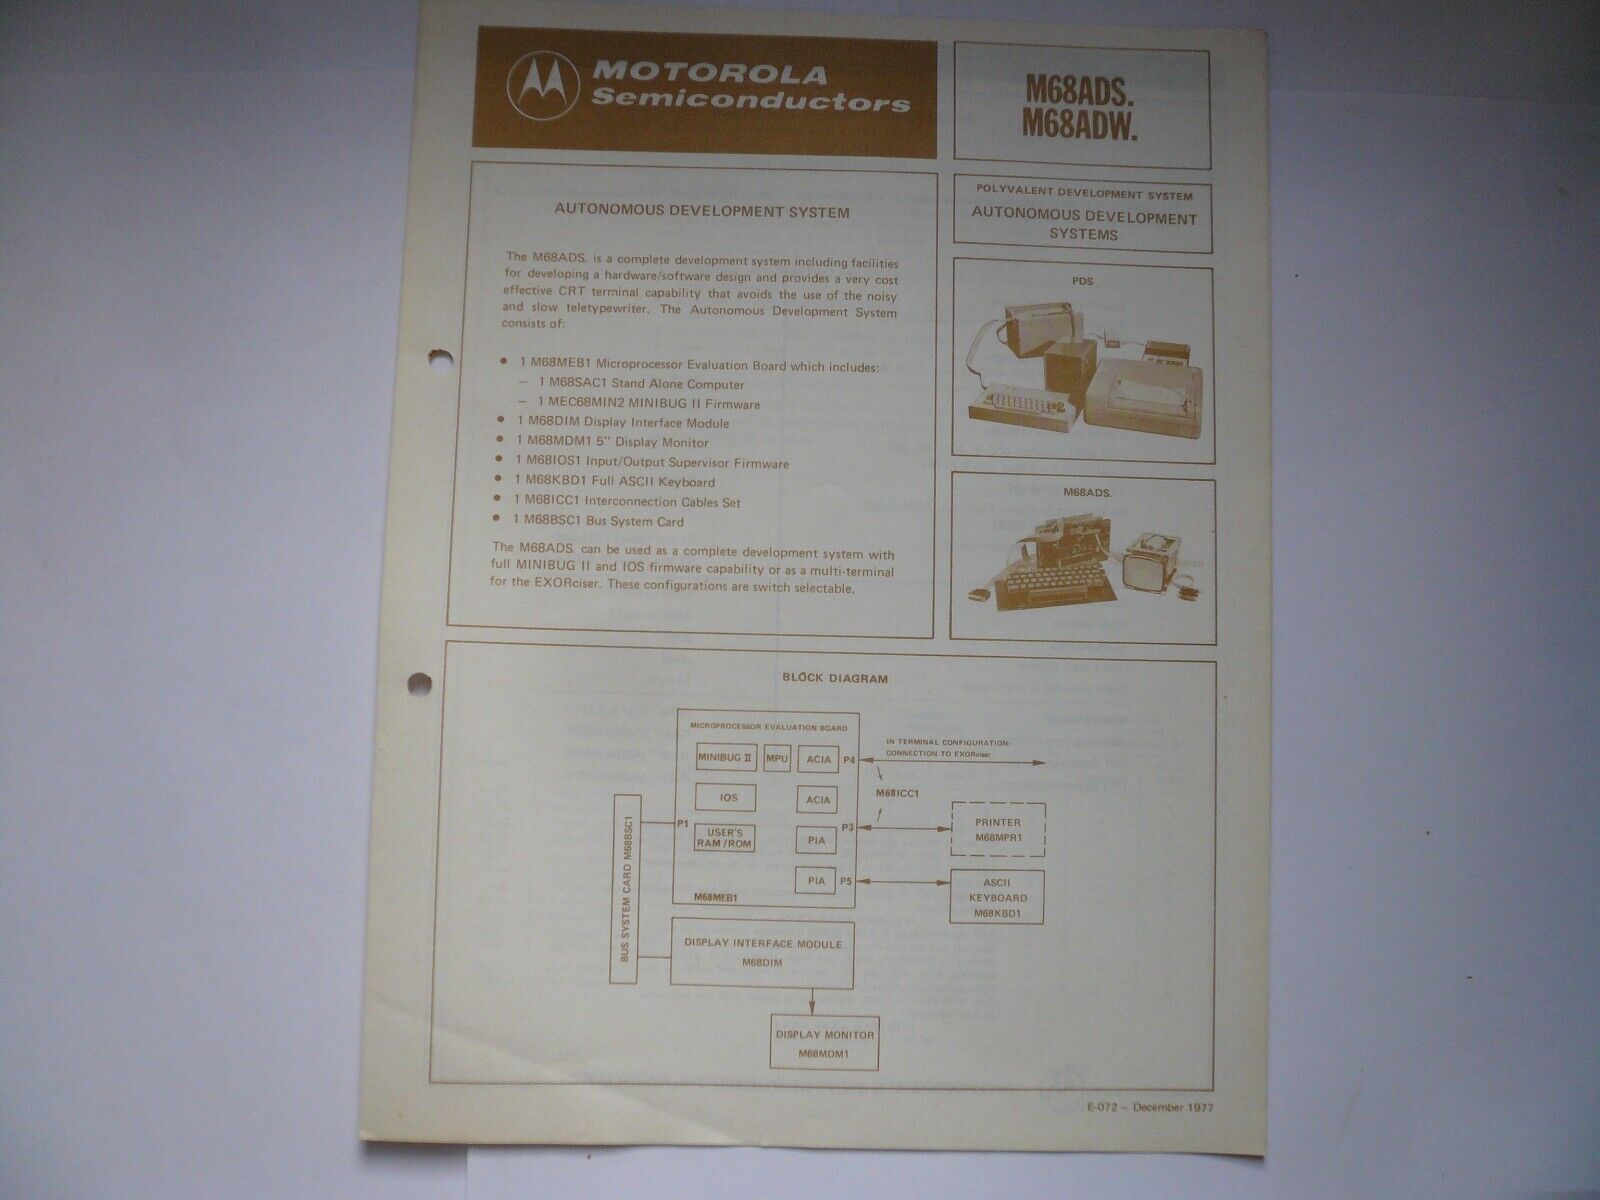 MOTOROLA
Semiconductors
M68ADS.
M68ADW.
POLYVALENT DEVELOPMENT SYSTEM
AUTONOMOUS DEVELOPMENT
SYSTEMS
AUTONOMOUS DEVELOPMENT SYSTEM
The M68ADS. is a complete development system including facilities
for developing a hardware/software design and provides a very cost
effective CRT terminal capability that avoids the use of the noisy
and slow teletypewriter. The Autonomous Development System
consists of:
• 1 M68MEB1 Microprocessor Evaluation Board which includes:
– 1 M68SAC1 Stand Alone Computer
– 1 MEC68MIN2 MINIBUG II Firmware
• 1 M68DIM Display Interface Module
• 1 M68MDM1 5" Display Monitor
• 1 M68IOS1 Input/Output Supervisor Firmware
• 1 M68KBD1 Full ASCII Keyboard
• 1 M68ICC1 Interconnection Cables Set
• 1 M68BSC1 Bus System Card
The M68ADS. can be used as a complete development system with
full MINIBUG II and IOS firmware capability or as a multi-terminal
for the EXORciser. These configurations are switch selectable.
PDS
M68ADS.
BLOCK DIAGRAM
MICROPROCESSOR EVALUATION BOARD
MINIBUG II
MPU
ACIA
P4
IN TERMINAL CONFIGURATION:
CONNECTION TO EXORciser
IOS
ACIA
M68ICC1
P1
USER'S
RAM/ROM
PIA
P3
PRINTER
M68MPR1
PIA
P5
ASCII
KEYBOARD
M68KBD1
M68MEB1
BUS SYSTEM CARD M68BSC1
DISPLAY INTERFACE MODULE
M68DIM
DISPLAY MONITOR
M68MDM1
E-072 – December 1977